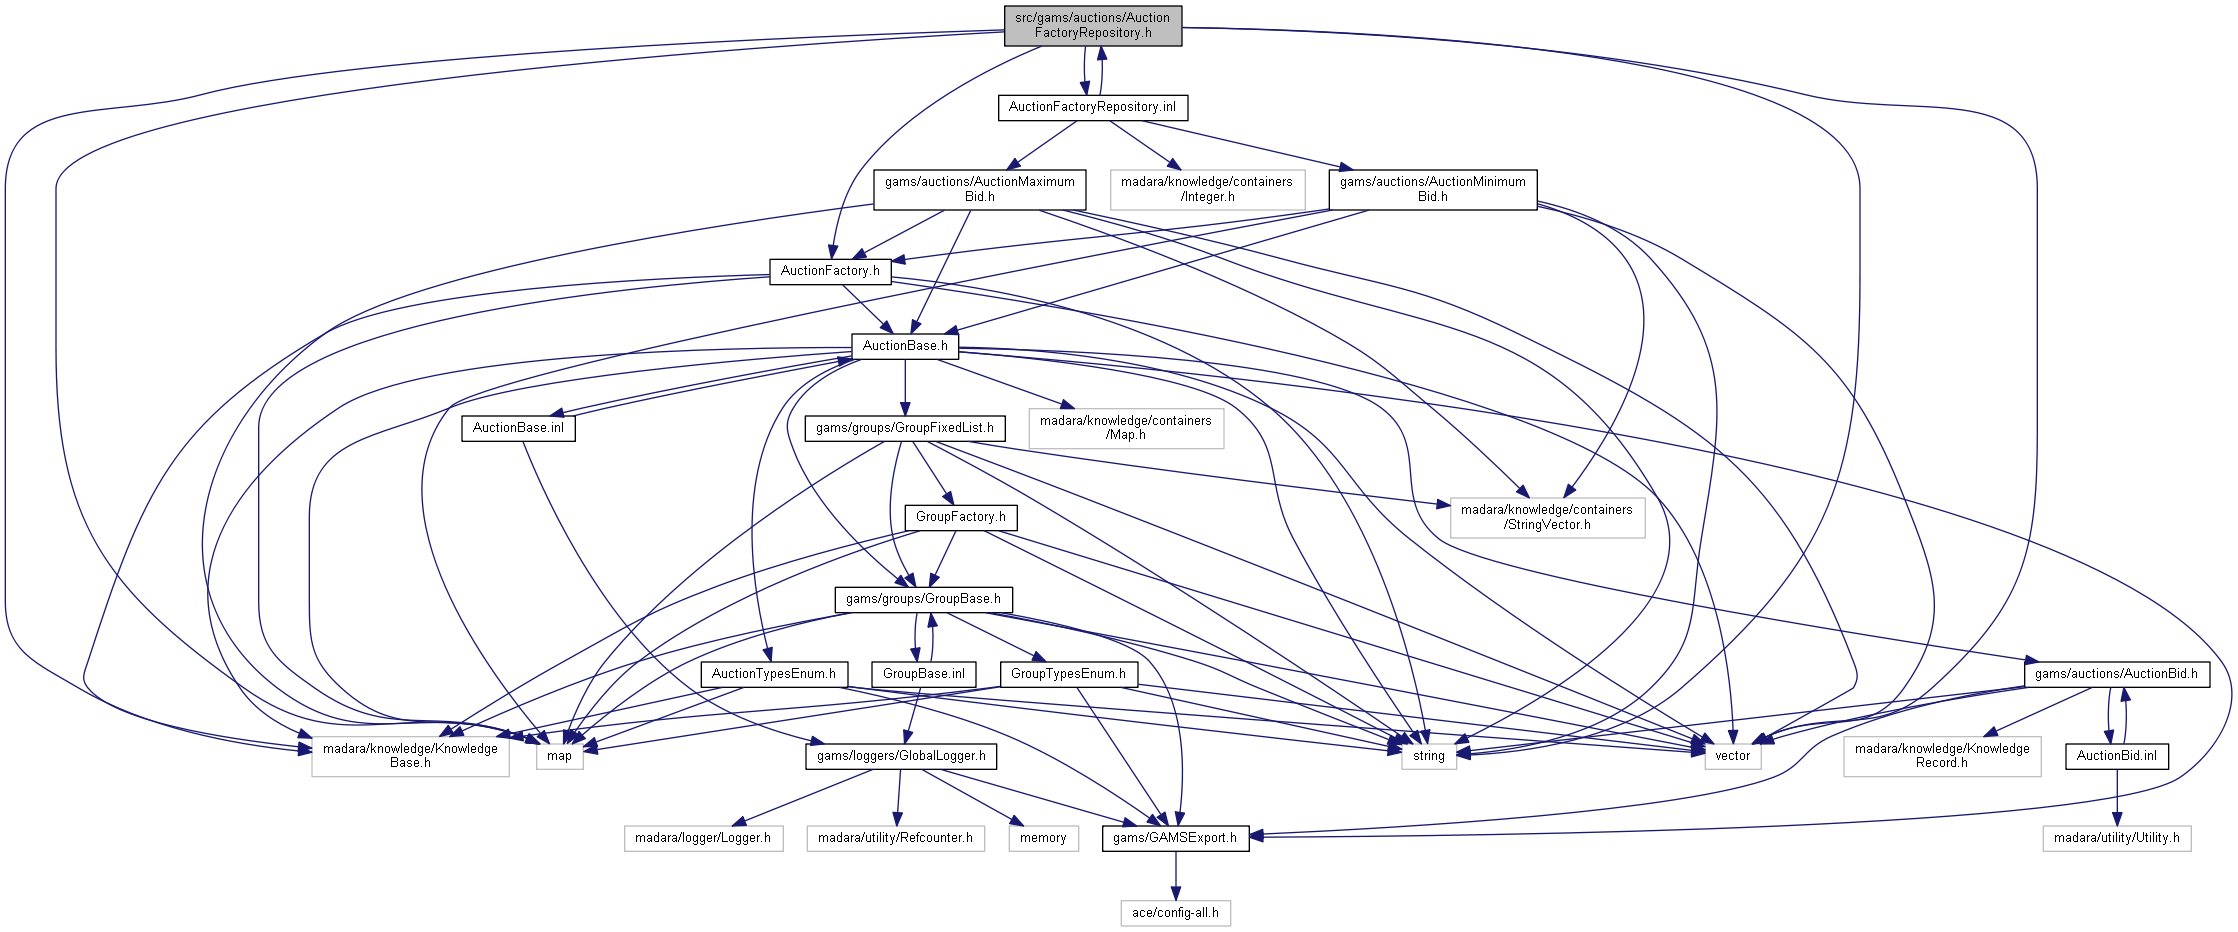 src/gams/auctions/Auction
FactoryRepository.h
AuctionFactoryRepository.inl
gams/auctions/AuctionMaximum
Bid.h
madara/knowledge/containers
/Integer.h
gams/auctions/AuctionMinimum
Bid.h
AuctionFactory.h
AuctionBase.h
AuctionBase.inl
gams/groups/GroupFixedList.h
madara/knowledge/containers
/Map.h
madara/knowledge/containers
/StringVector.h
GroupFactory.h
gams/groups/GroupBase.h
AuctionTypesEnum.h
GroupBase.inl
GroupTypesEnum.h
gams/auctions/AuctionBid.h
madara/knowledge/Knowledge
Base.h
map
gams/loggers/GlobalLogger.h
string
vector
madara/knowledge/Knowledge
Record.h
AuctionBid.inl
madara/logger/Logger.h
madara/utility/Refcounter.h
memory
gams/GAMSExport.h
madara/utility/Utility.h
ace/config-all.h